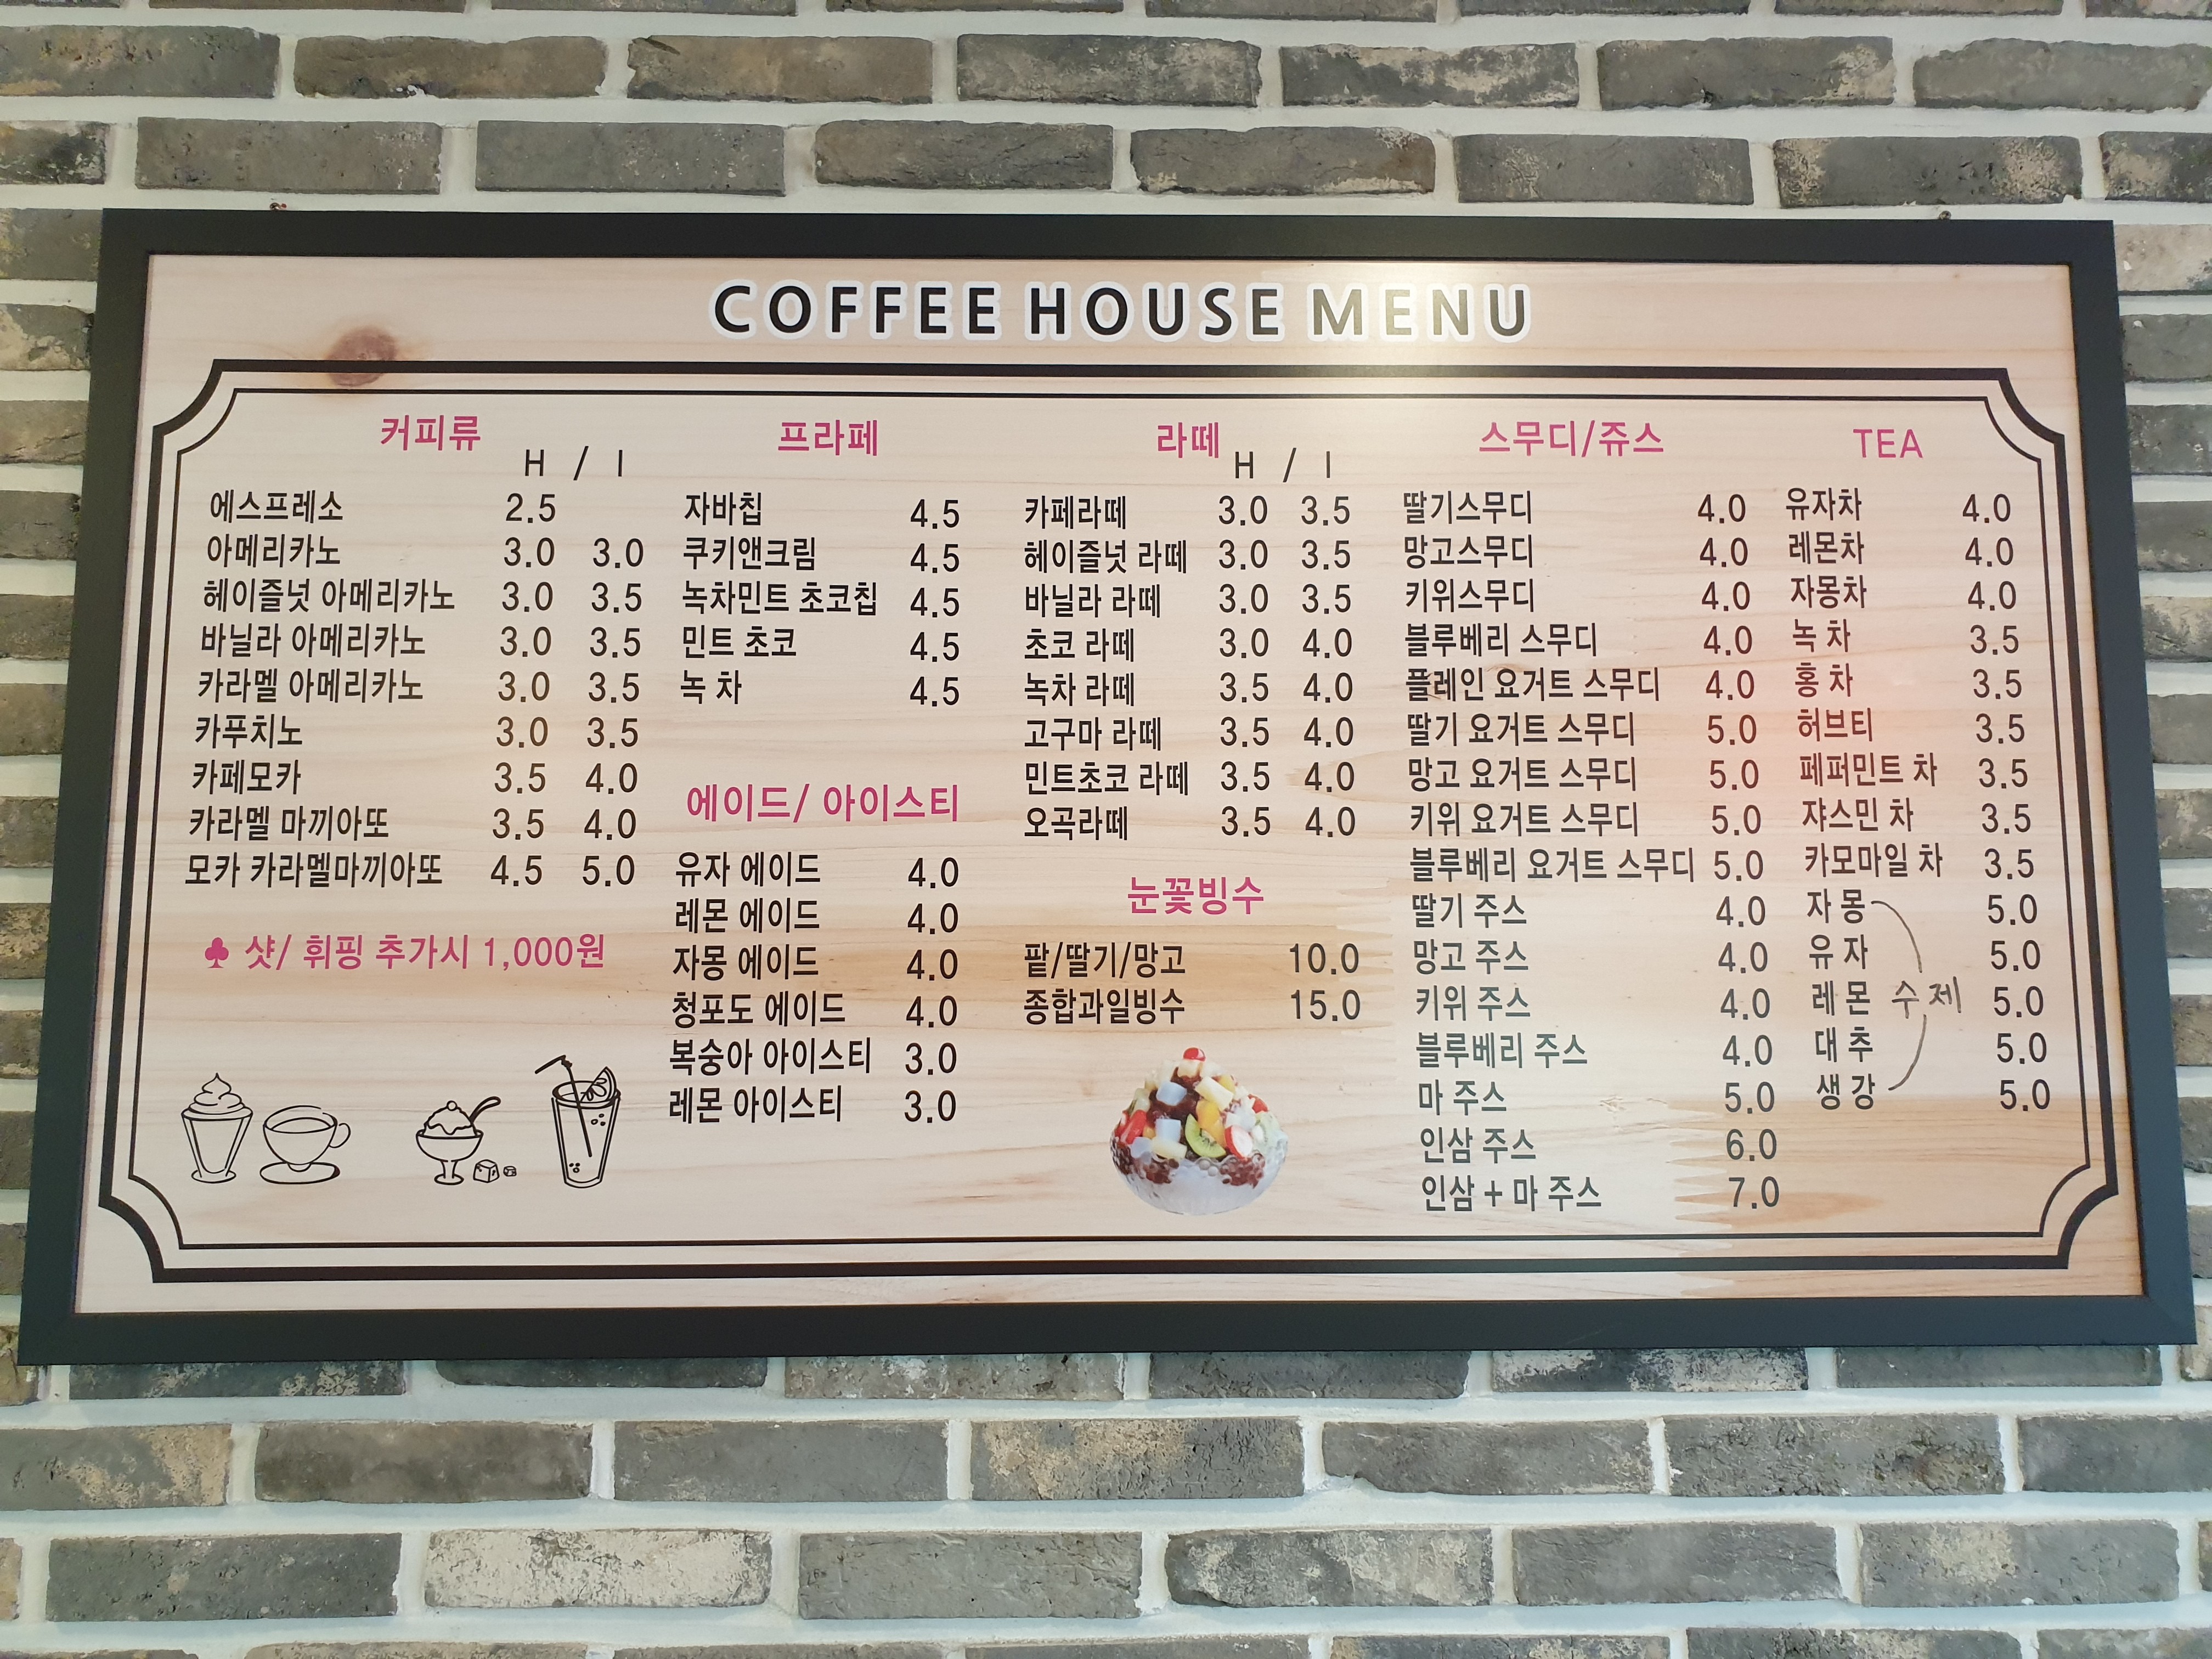 COFFEE HOUSE MENU
커피류
H / I
에스프레소 2.5
아메리카노 3.0 3.0
헤이즐넛 아메리카노 3.0 3.5
바닐라 아메리카노 3.0 3.5
카라멜 아메리카노 3.0 3.5
카푸치노 3.0 3.5
카페모카 3.5 4.0
카라멜 마끼아또 3.5 4.0
모카 카라멜마끼아또 4.5 5.0
♣ 샷/ 휘핑 추가시 1,000원
프라페
자바칩 4.5
쿠키앤크림 4.5
녹차민트 초코칩 4.5
민트 초코 4.5
녹 차 4.5
에이드/ 아이스티
유자 에이드 4.0
레몬 에이드 4.0
자몽 에이드 4.0
청포도 에이드 4.0
복숭아 아이스티 3.0
레몬 아이스티 3.0
라떼
H / I
카페라떼 3.0 3.5
헤이즐넛 라떼 3.0 3.5
바닐라 라떼 3.0 3.5
초코 라떼 3.0 4.0
녹차 라떼 3.5 4.0
고구마 라떼 3.5 4.0
민트초코 라떼 3.5 4.0
오곡라떼 3.5 4.0
눈꽃빙수
팥/딸기/망고 10.0
종합과일빙수 15.0
스무디/쥬스
딸기스무디 4.0
망고스무디 4.0
키위스무디 4.0
블루베리 스무디 4.0
플레인 요거트 스무디 4.0
딸기 요거트 스무디 5.0
망고 요거트 스무디 5.0
키위 요거트 스무디 5.0
블루베리 요거트 스무디 5.0
딸기 주스 4.0
망고 주스 4.0
키위 주스 4.0
블루베리 주스 4.0
마 주스 5.0
인삼 주스 6.0
인삼 + 마 주스 7.0
TEA
유자차 4.0
레몬차 4.0
자몽차 4.0
녹 차 3.5
홍 차 3.5
허브티 3.5
페퍼민트 차 3.5
쟈스민 차 3.5
카모마일 차 3.5
자 몽 5.0
유 자 5.0
레 몬 수제 5.0
대 추 5.0
생 강 5.0